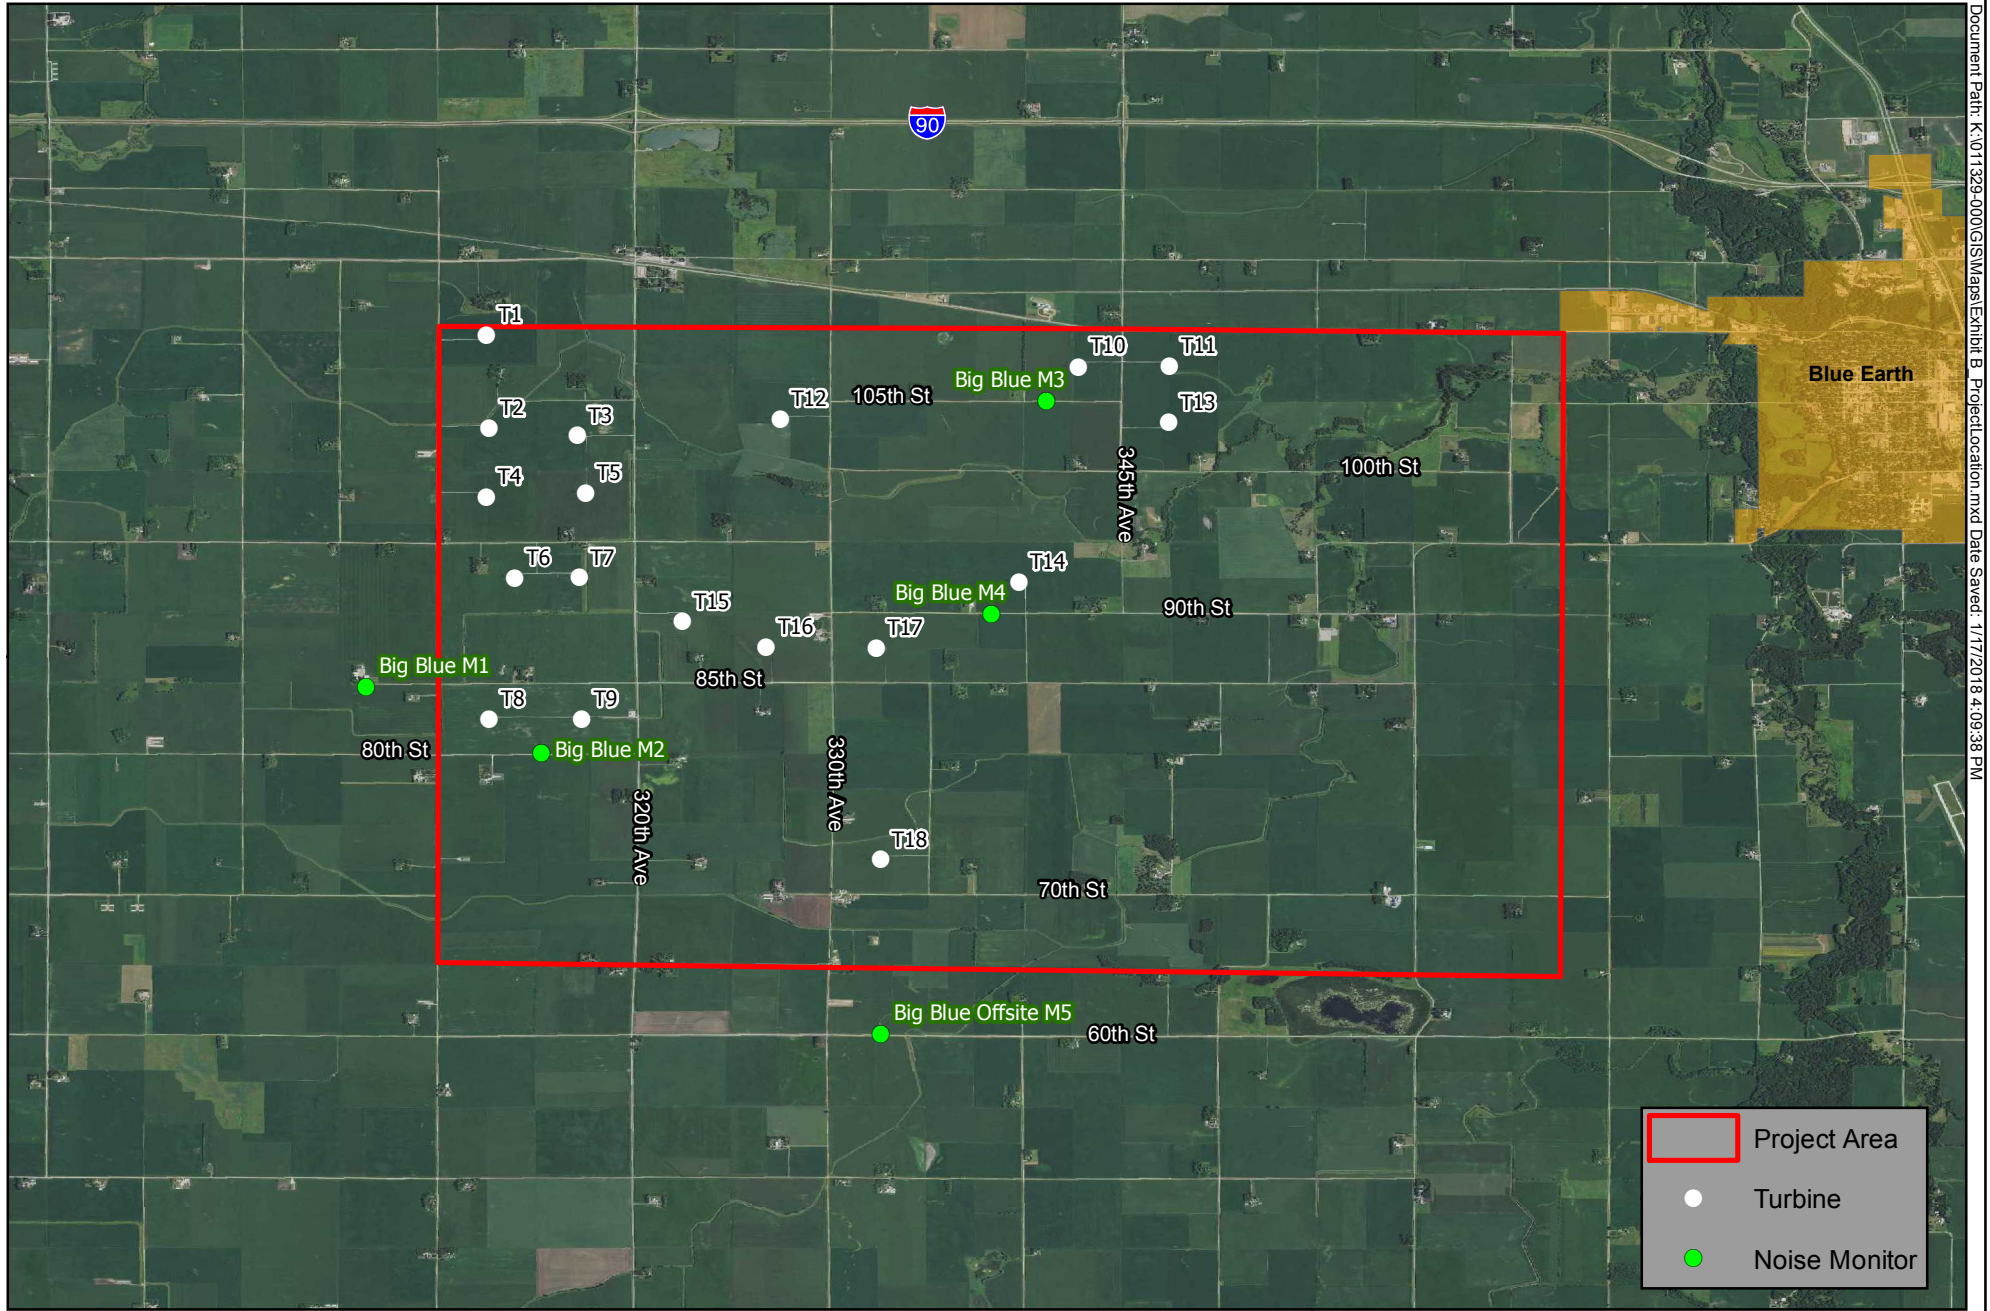 90
T1
T10
T11
Big Blue M3
Blue Earth
T12
105th St
T2
T3
T13
345th Ave
100th St
T4
T5
T6
T7
T14
Big Blue M4
90th St
T15
T16
T17
Big Blue M1
85th St
T8
T9
80th St
Big Blue M2
330th Ave
320th Ave
T18
70th St
Big Blue Offsite M5
60th St
Project Area
Turbine
Noise Monitor
Document Path: K:\011329-000\GIS\Maps\Exhibit B_ProjectLocation.mxd Date Saved: 1/17/2018 4:09:38 PM